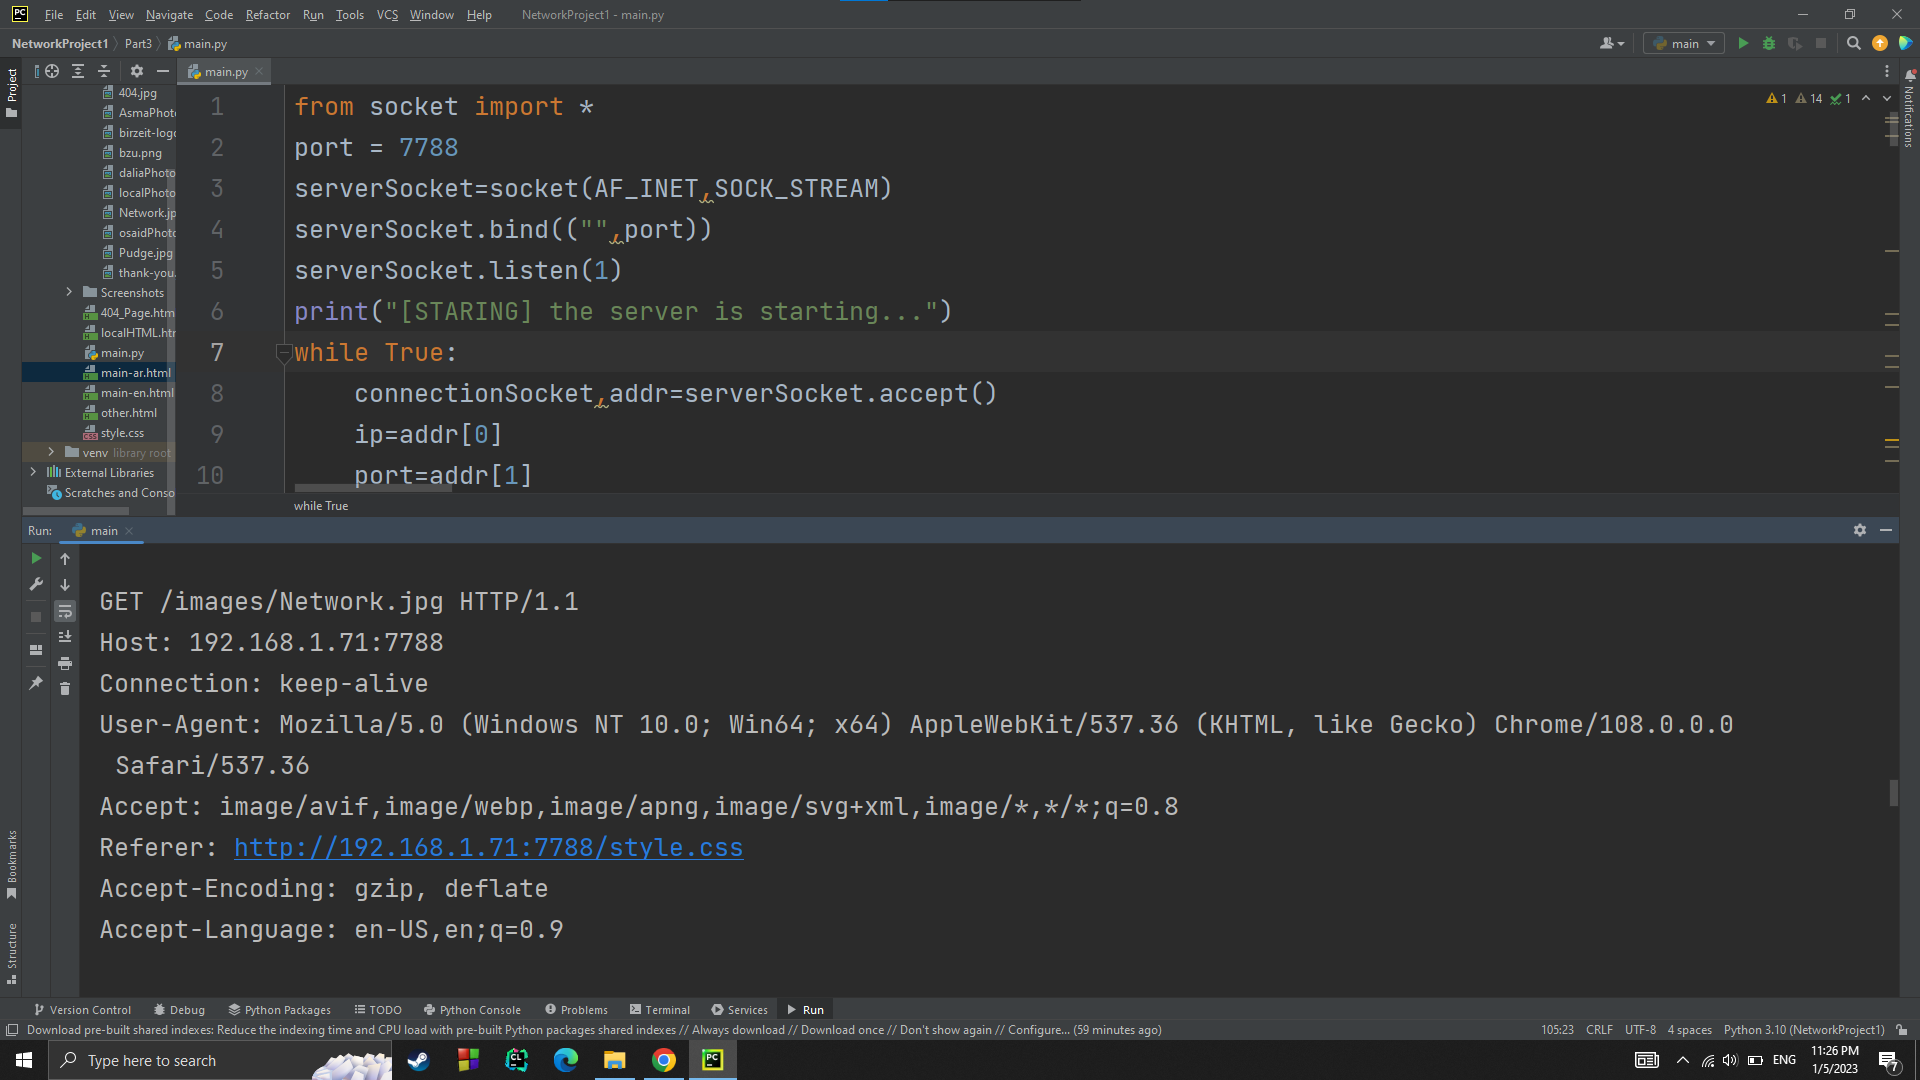 File Edit View Navigate Code Refactor Run Tools VCS Window Help NetworkProject1 - main.py
NetworkProject1 Part3 main.py
main
Project
main.py
404.jpg
AsmaPhoto
birzeit-logo
bzu.png
daliaPhoto
localPhoto
Network.jp
osaidPhoto
Pudge.jpg
thank-you.
Screenshots
404_Page.htm
localHTML.htm
main.py
main-ar.html
main-en.html
other.html
style.css
venv library root
External Libraries
Scratches and Conso
1 from socket import *
2 port = 7788
3 serverSocket=socket(AF_INET,SOCK_STREAM)
4 serverSocket.bind(("",port))
5 serverSocket.listen(1)
6 print("[STARING] the server is starting...")
7 while True:
8 connectionSocket,addr=serverSocket.accept()
9 ip=addr[0]
10 port=addr[1]
1 14 1
Notifications
while True
Run: main
GET /images/Network.jpg HTTP/1.1
Host: 192.168.1.71:7788
Connection: keep-alive
User-Agent: Mozilla/5.0 (Windows NT 10.0; Win64; x64) AppleWebKit/537.36 (KHTML, like Gecko) Chrome/108.0.0.0
Safari/537.36
Accept: image/avif,image/webp,image/apng,image/svg+xml,image/*,*/*;q=0.8
Referer: http://192.168.1.71:7788/style.css
Accept-Encoding: gzip, deflate
Accept-Language: en-US,en;q=0.9
Bookmarks
Structure
Version Control Debug Python Packages TODO Python Console Problems Terminal Services Run
Download pre-built shared indexes: Reduce the indexing time and CPU load with pre-built Python packages shared indexes // Always download // Download once // Don't show again // Configure... (59 minutes ago) 105:23 CRLF UTF-8 4 spaces Python 3.10 (NetworkProject1)
Type here to search
ENG
11:26 PM
1/5/2023
7